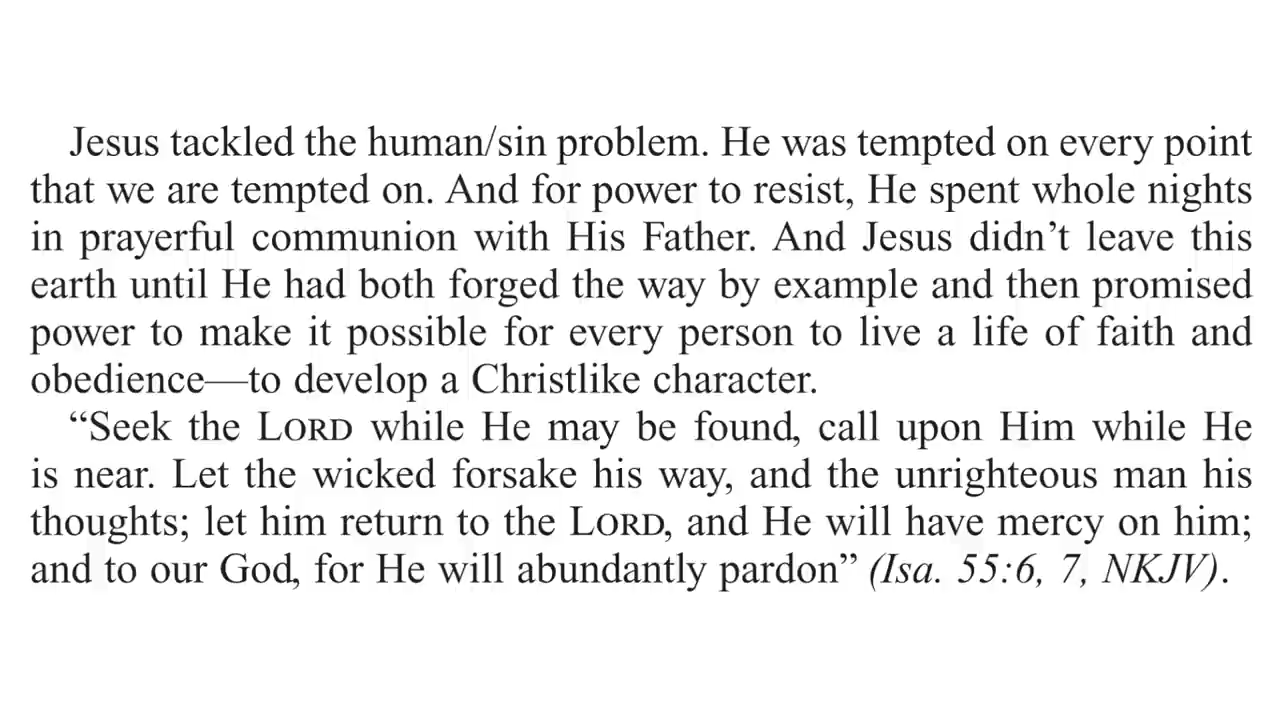 Jesus tackled the human/sin problem. He was tempted on every point
that we are tempted on. And for power to resist, He spent whole nights
in prayerful communion with His Father. And Jesus didn’t leave this
earth until He had both forged the way by example and then promised
power to make it possible for every person to live a life of faith and
obedience—to develop a Christlike character.
“Seek the LORD while He may be found, call upon Him while He
is near. Let the wicked forsake his way, and the unrighteous man his
thoughts; let him return to the LORD, and He will have mercy on him;
and to our God, for He will abundantly pardon” (Isa. 55:6, 7, NKJV).